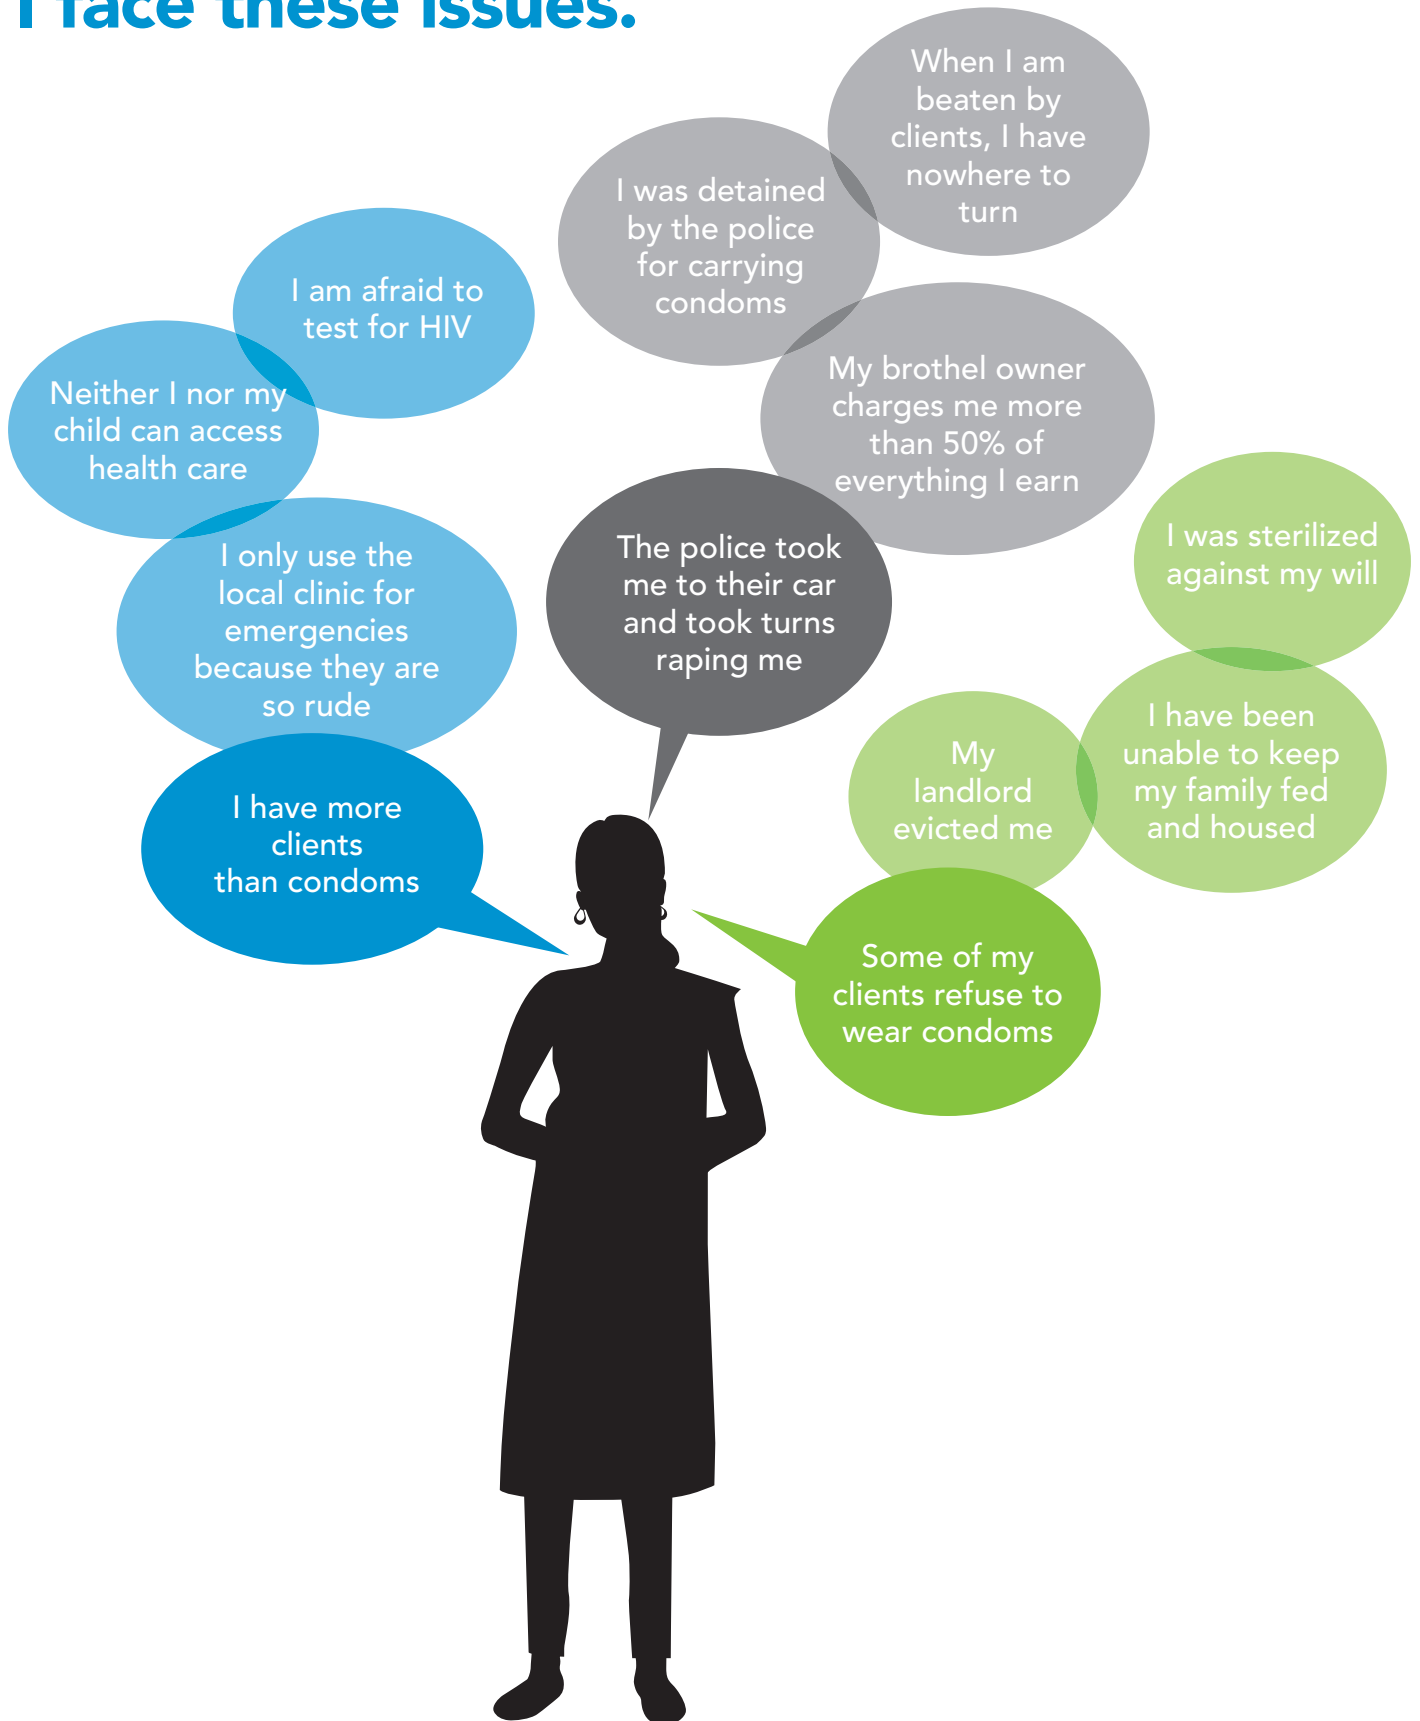 I face these issues.
When I am
beaten by
clients, I have
nowhere to
turn
I was detained
by the police
for carrying
condoms
I am afraid to
test for HIV
My brothel owner
charges me more
than 50% of
everything I earn
Neither I nor my
child can access
health care
I was sterilized
against my will
The police took
me to their car
and took turns
raping me
I only use the
local clinic for
emergencies
because they are
so rude
I have been
unable to keep
my family fed
and housed
My
landlord
evicted me
I have more
clients
than condoms
Some of my
clients refuse to
wear condoms